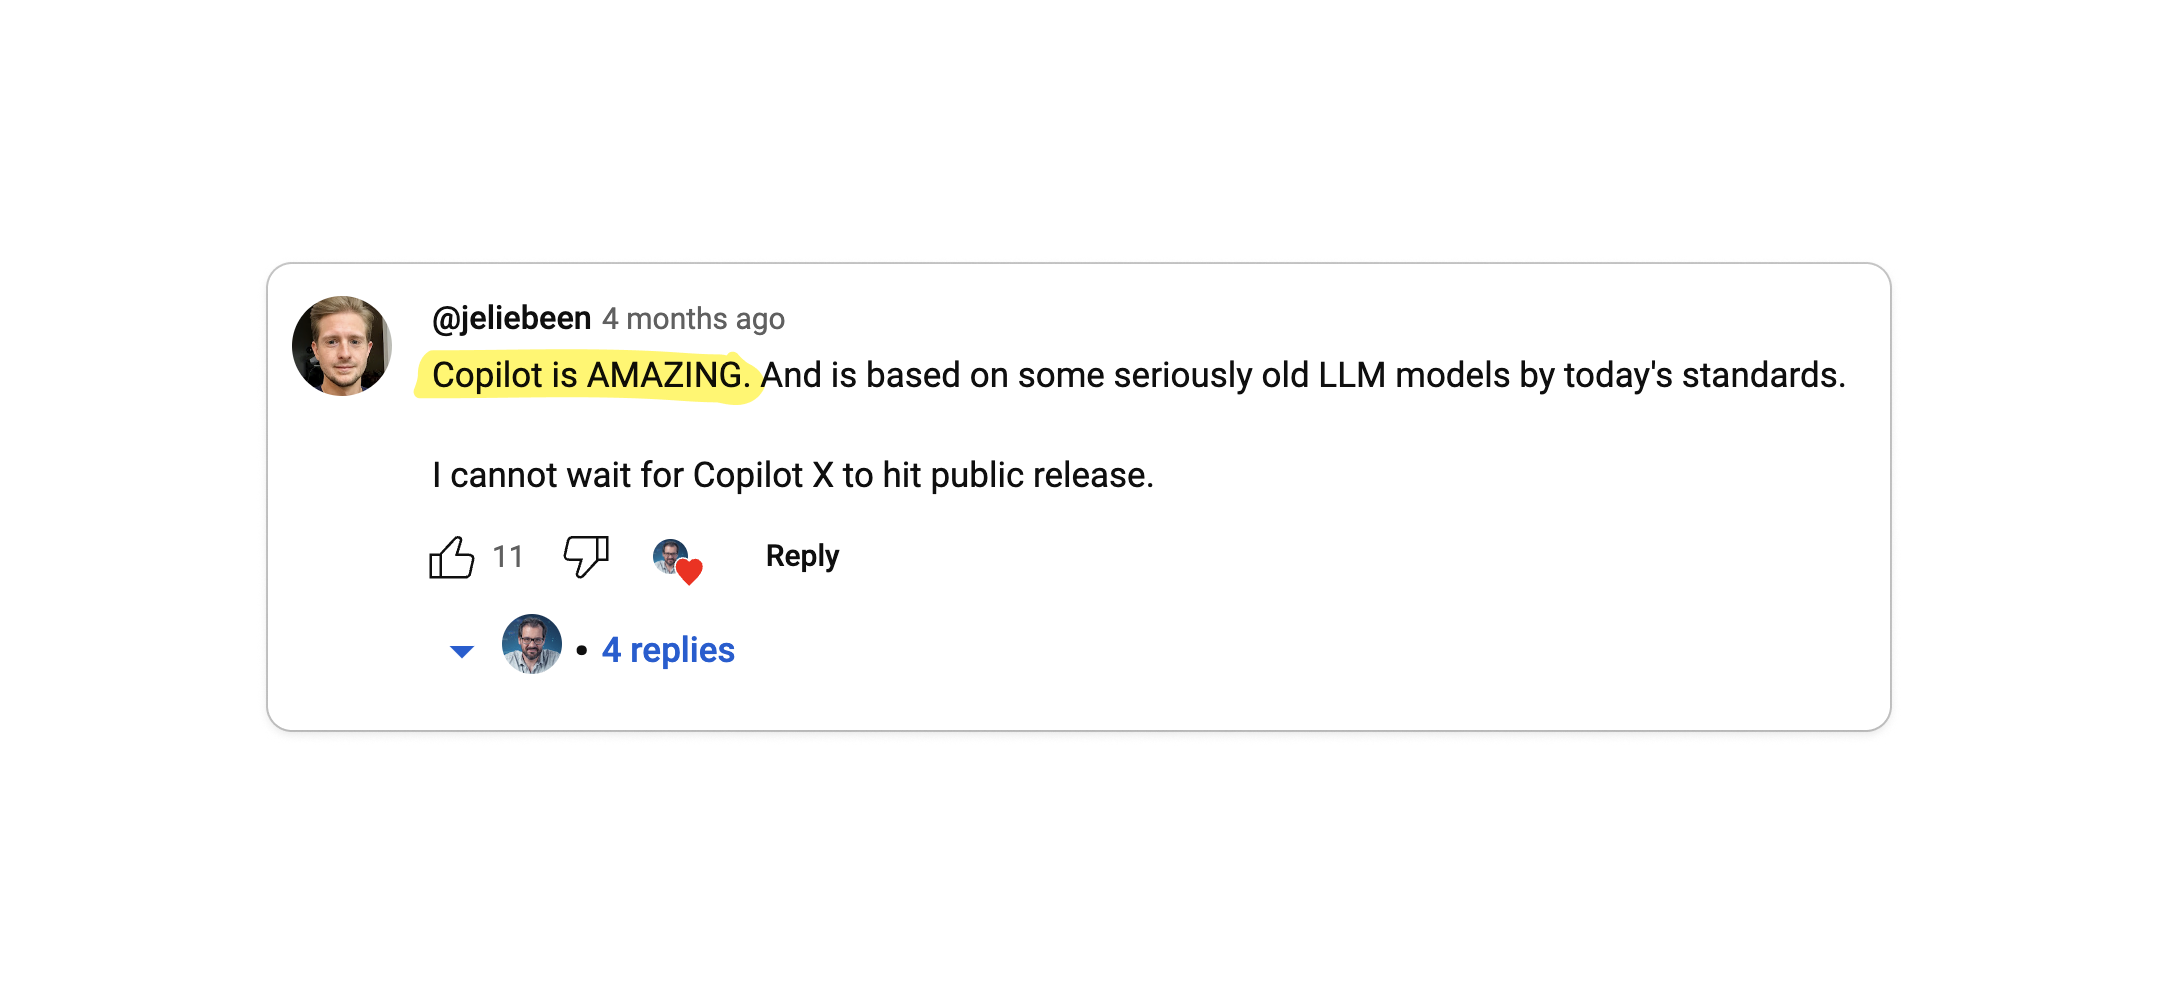 @jeliebeen 4 months ago
Copilot is AMAZING. And is based on some seriously old LLM models by today's standards.
I cannot wait for Copilot X to hit public release.
11 Reply
• 4 replies